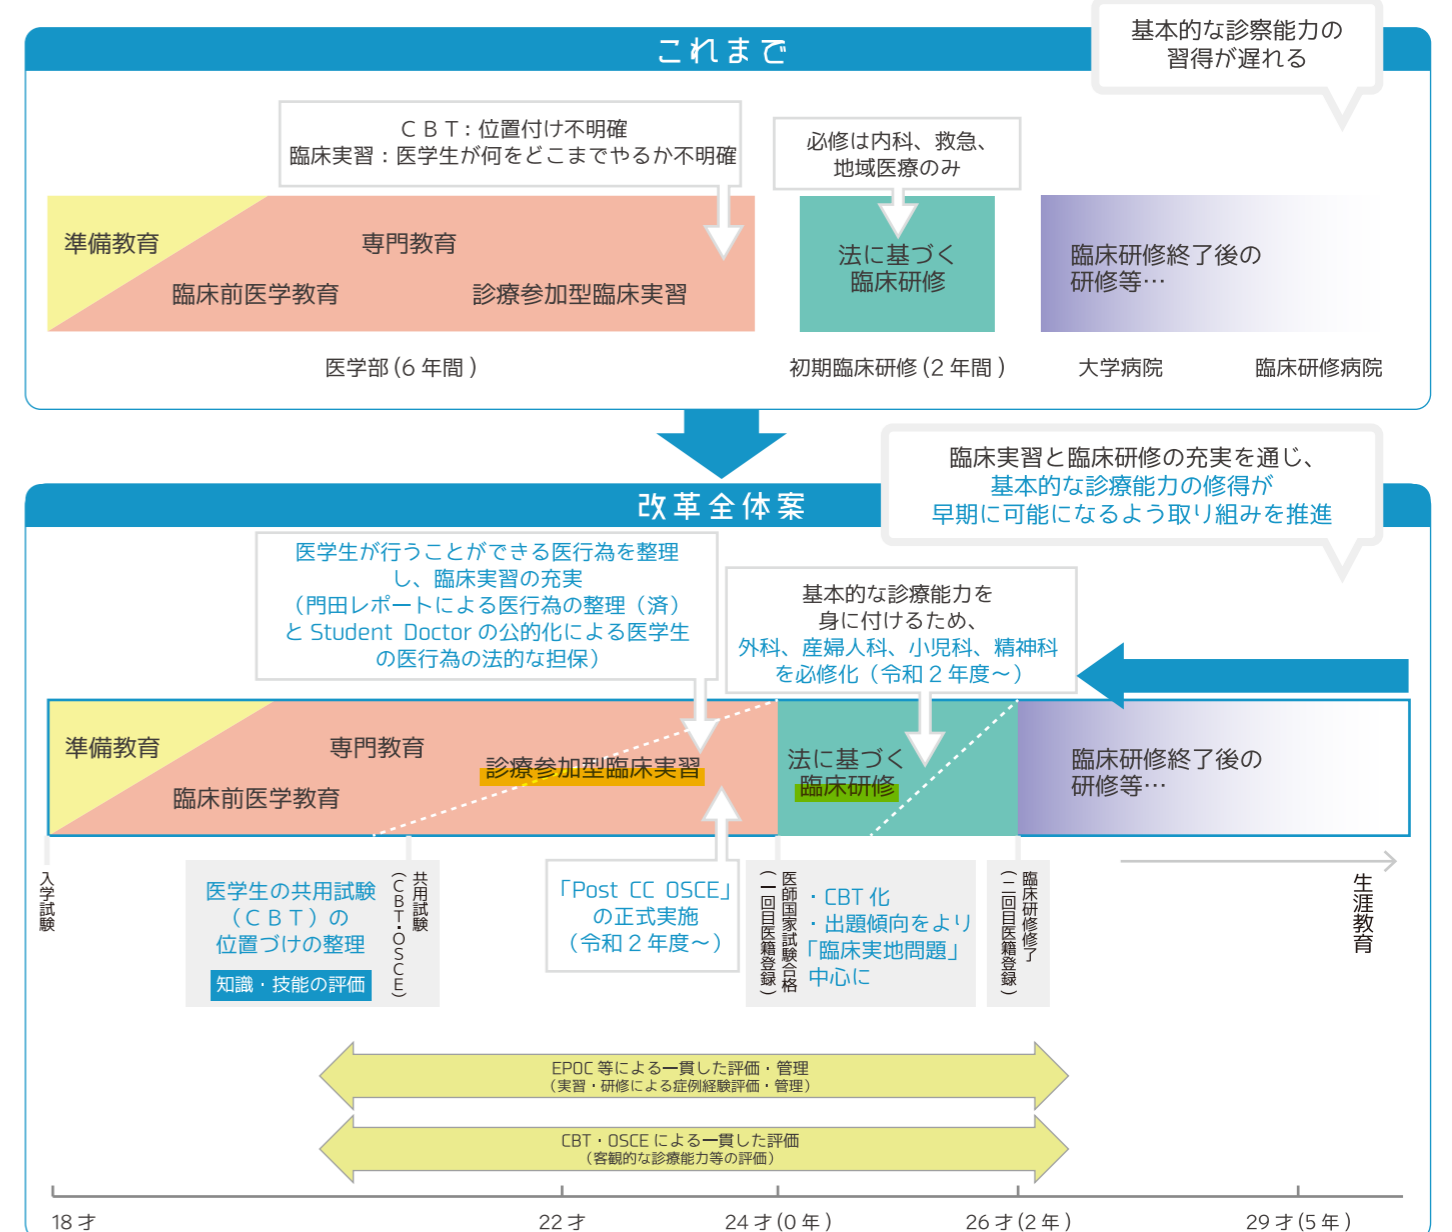 これまで
基本的な診察能力の
習得が遅れる
ＣＢＴ：位置付け不明確
臨床実習：医学生が何をどこまでやるか不明確
必修は内科、救急、
地域医療のみ
準備教育
専門教育
臨床前医学教育
診療参加型臨床実習
法に基づく
臨床研修
臨床研修終了後の
研修等…
医学部(6年間)
初期臨床研修(2年間)
大学病院
臨床研修病院
改革全体案
臨床実習と臨床研修の充実を通じ、
基本的な診療能力の修得が
早期に可能になるよう取り組みを推進
医学生が行うことができる医行為を整理
し、臨床実習の充実
（門田レポートによる医行為の整理（済）
と Student Doctor の公的化による医学生
の医行為の法的な担保）
基本的な診療能力を
身に付けるため、
外科、産婦人科、小児科、精神科
を必修化（令和２年度～）
準備教育
専門教育
臨床前医学教育
診療参加型臨床実習
法に基づく
臨床研修
臨床研修終了後の
研修等…
入学試験
医学生の共用試験
（ＣＢＴ）の
位置づけの整理
知識・技能の評価
共用試験
(ＣＢＴ・ＯＳＣＥ)
「Post CC OSCE」
の正式実施
（令和２年度～）
医師国家試験合格
(一回目医籍登録)
・CBT 化
・出題傾向をより
「臨床実地問題」
中心に
臨床研修修了
(二回目医籍登録)
生涯教育
EPOC 等による一貫した評価・管理
（実習・研修による症例経験評価・管理）
CBT・OSCE による一貫した評価
（客観的な診療能力等の評価）
18才
22才
24才(0年)
26才(2年)
29才(5年)